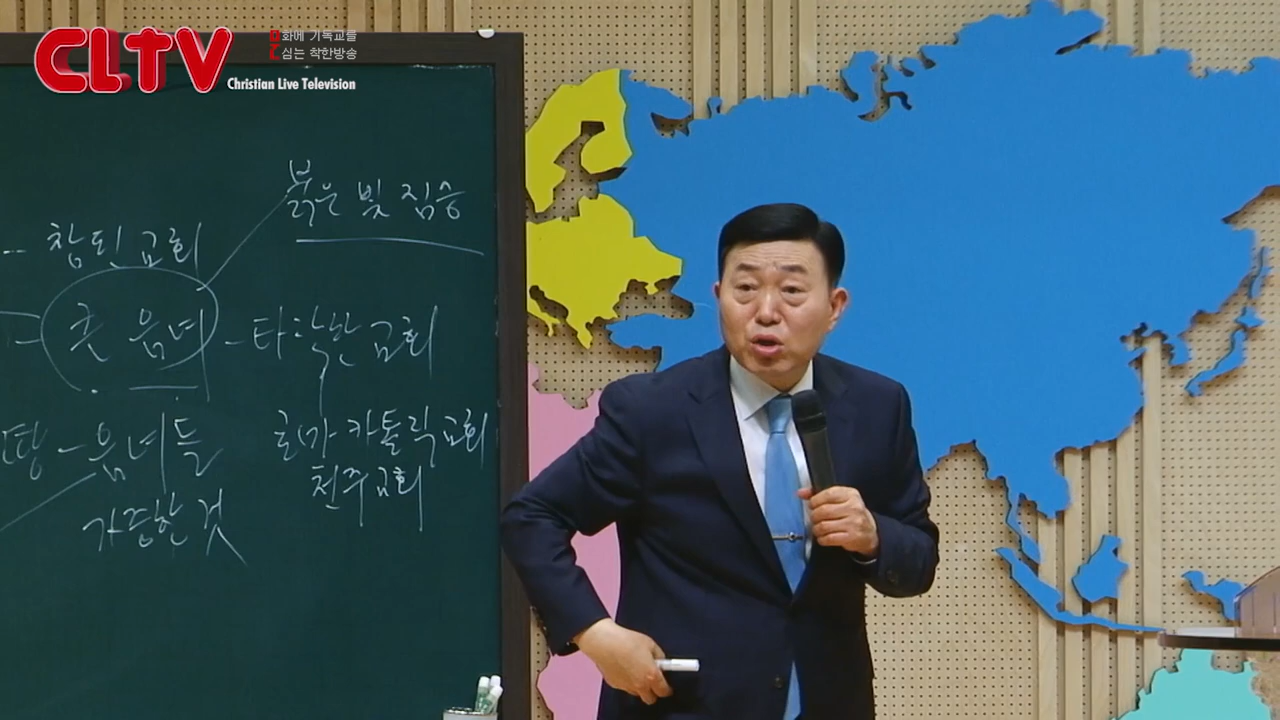 CLTV
문화에 기독교를
심는 착한방송
Christian Live Television
붉은 빛 짐승
- 참된 교회
큰 음녀 - 타락한 교회
땅 - 음녀들
로마 카톨릭 교회
천주교회
가증한 것